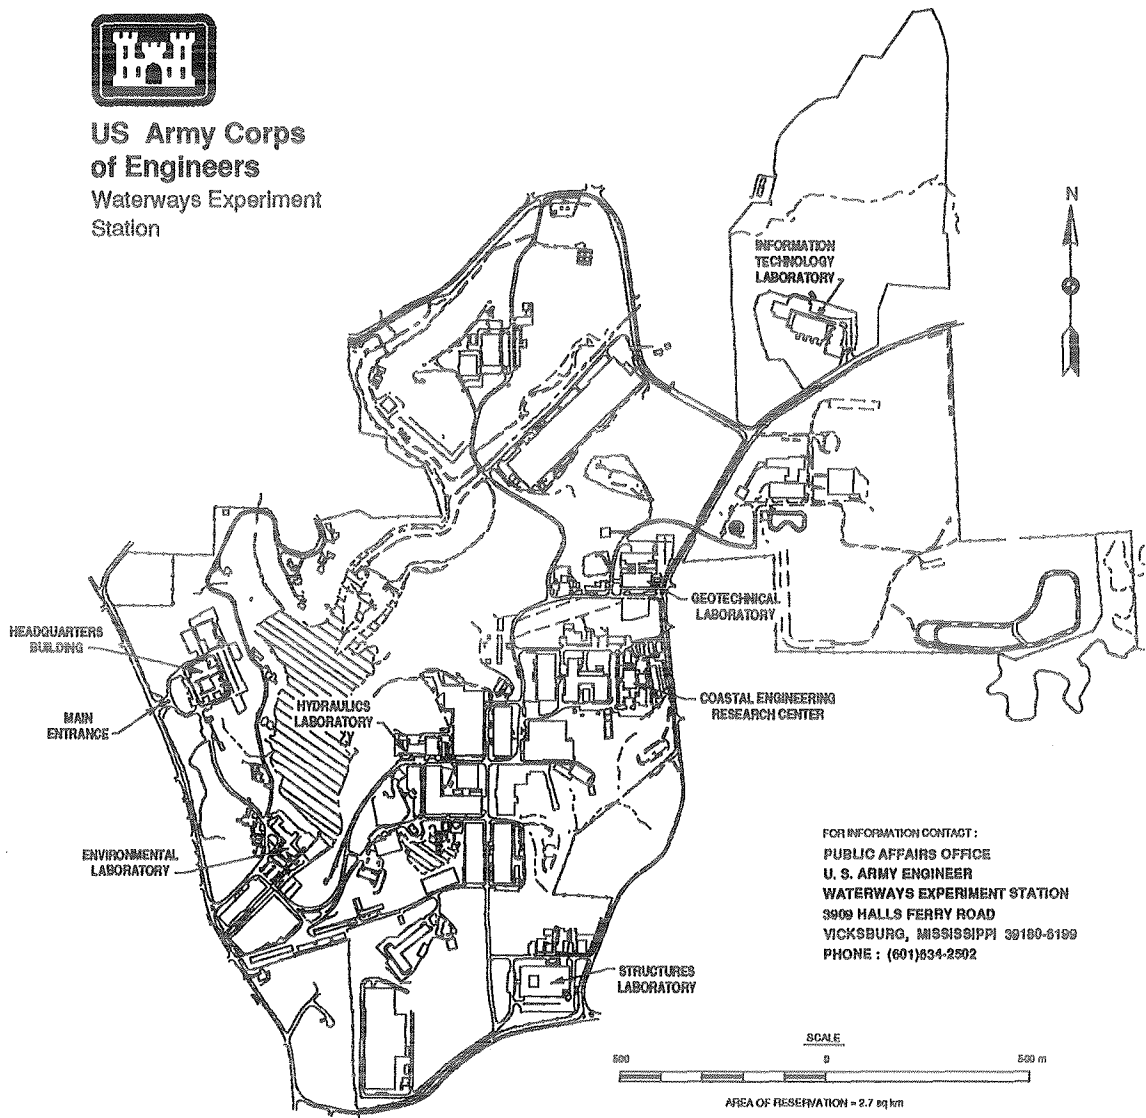 US Army Corps
of Engineers
Waterways Experiment
Station
N
INFORMATION
TECHNOLOGY
LABORATORY
GEOTECHNICAL
LABORATORY
HEADQUARTERS
BUILDING
MAIN
ENTRANCE
HYDRAULICS
LABORATORY
ZY
COASTAL ENGINEERING
RESEARCH CENTER
ENVIRONMENTAL
LABORATORY
STRUCTURES
LABORATORY
FOR INFORMATION CONTACT :
PUBLIC AFFAIRS OFFICE
U. S. ARMY ENGINEER
WATERWAYS EXPERIMENT STATION
3909 HALLS FERRY ROAD
VICKSBURG, MISSISSIPPI 39180-6199
PHONE : (601)634-2502
SCALE
500 0 500 m
AREA OF RESERVATION = 2.7 sq km